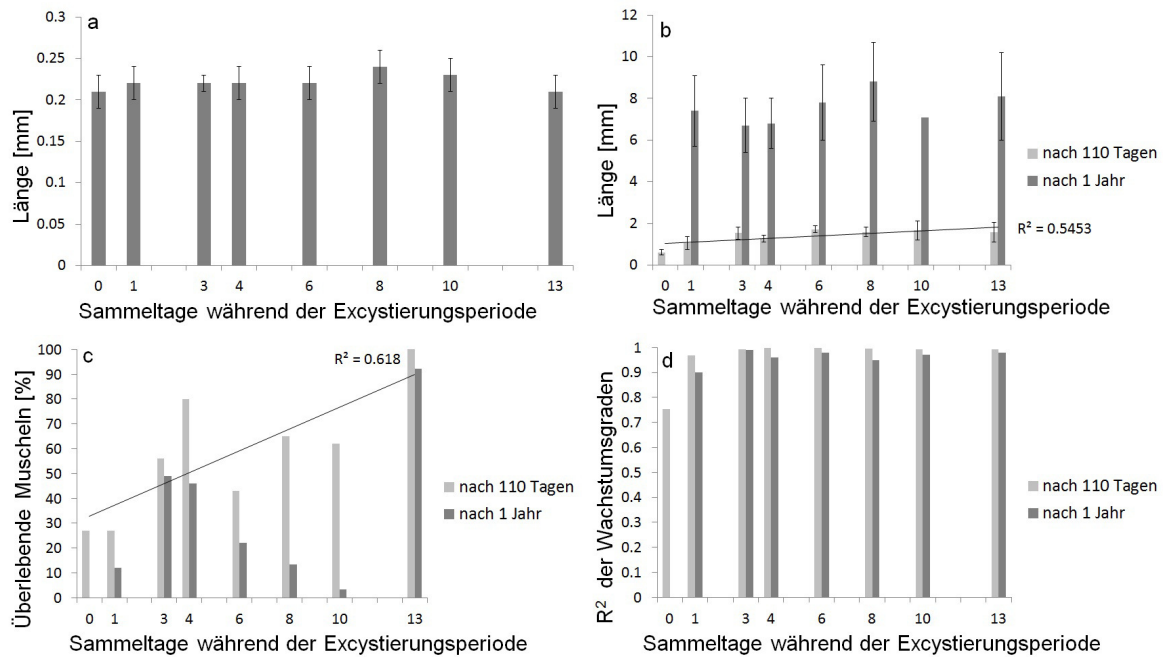 a
0.3
0.25
0.2
0.15
0.1
0.05
0
Länge [mm]
0 1 3 4 6 8 10 13
Sammeltage während der Excystierungsperiode
b
12
10
8
6
4
2
0
Länge [mm]
R² = 0.5453
nach 110 Tagen
nach 1 Jahr
0 1 3 4 6 8 10 13
Sammeltage während der Excystierungsperiode
c
100
90
80
70
60
50
40
30
20
10
0
Überlebende Muscheln [%]
R² = 0.618
nach 110 Tagen
nach 1 Jahr
0 1 3 4 6 8 10 13
Sammeltage während der Excystierungsperiode
d
1
0.9
0.8
0.7
0.6
0.5
0.4
0.3
0.2
0.1
0
R² der Wachstumsgraden
nach 110 Tagen
nach 1 Jahr
0 1 3 4 6 8 10 13
Sammeltage während der Excystierungsperiode